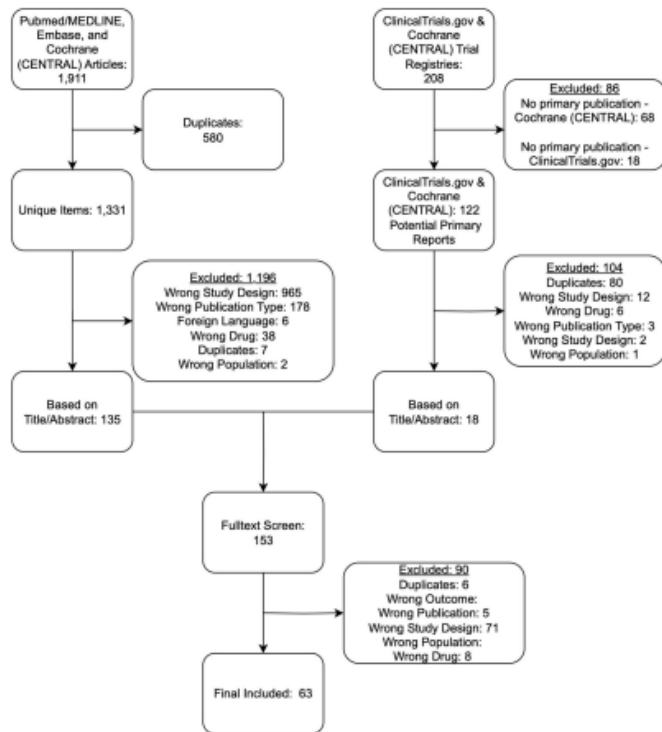 Pubmed/MEDLINE,
Embase, and
Cochrane
(CENTRAL) Articles:
1,911
ClinicalTrials.gov &
Cochrane
(CENTRAL) Trial
Registries:
208
Duplicates:
580
Excluded: 86
No primary publication -
Cochrane (CENTRAL): 68
No primary publication -
ClinicalTrials.gov: 18
Unique Items: 1,331
ClinicalTrials.gov &
Cochrane
(CENTRAL): 122
Potential Primary
Reports
Excluded: 1,196
Wrong Study Design: 965
Wrong Publication Type: 178
Foreign Language: 6
Wrong Drug: 38
Duplicates: 7
Wrong Population: 2
Excluded: 104
Duplicates: 80
Wrong Study Design: 12
Wrong Drug: 6
Wrong Publication Type: 3
Wrong Study Design: 2
Wrong Population: 1
Based on
Title/Abstract: 135
Based on
Title/Abstract: 18
Fulltext Screen:
153
Excluded: 90
Duplicates: 6
Wrong Outcome:
Wrong Publication: 5
Wrong Study Design: 71
Wrong Population:
Wrong Drug: 8
Final Included: 63